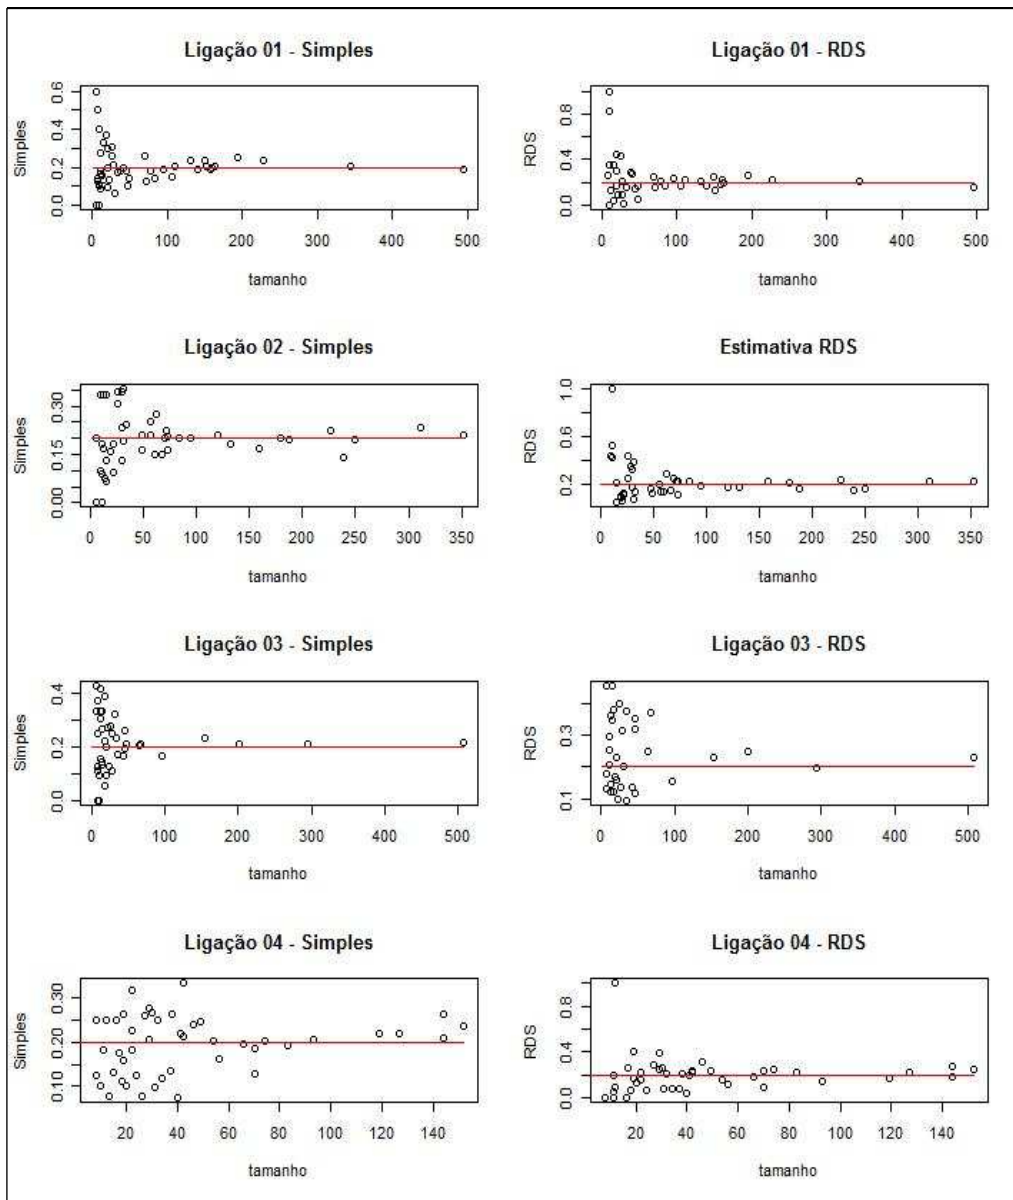 Ligação 01 - Simples
Simples
0.0 0.2 0.4 0.6
0 100 200 300 400 500
tamanho
Ligação 01 - RDS
RDS
0.0 0.4 0.8
0 100 200 300 400 500
tamanho
Ligação 02 - Simples
Simples
0.00 0.15 0.30
0 50 100 150 200 250 300 350
tamanho
Estimativa RDS
RDS
0.2 0.6 1.0
0 50 100 150 200 250 300 350
tamanho
Ligação 03 - Simples
Simples
0.0 0.2 0.4
0 100 200 300 400 500
tamanho
Ligação 03 - RDS
RDS
0.1 0.3
0 100 200 300 400 500
tamanho
Ligação 04 - Simples
Simples
0.10 0.20 0.30
20 40 60 80 100 120 140
tamanho
Ligação 04 - RDS
RDS
0.0 0.4 0.8
20 40 60 80 100 120 140
tamanho